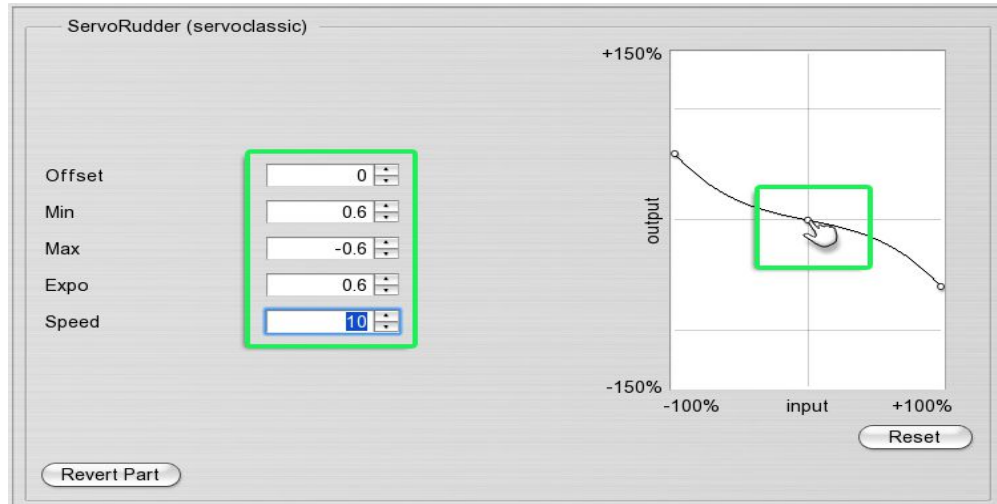 ServoRudder (servoclassic)
+150%
Offset 0
Min 0.6
Max -0.6
Expo 0.6
Speed 10
output
-150%
-100% input +100%
Reset
Revert Part